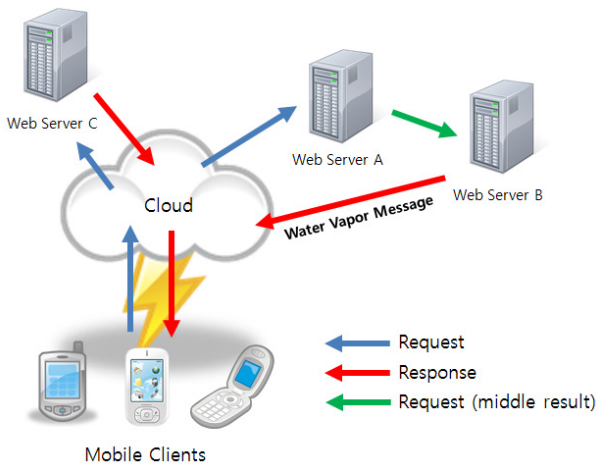 Web Server C
Web Server A
Web Server B
Cloud
Water Vapor Message
Request
Response
Request (middle result)
Mobile Clients